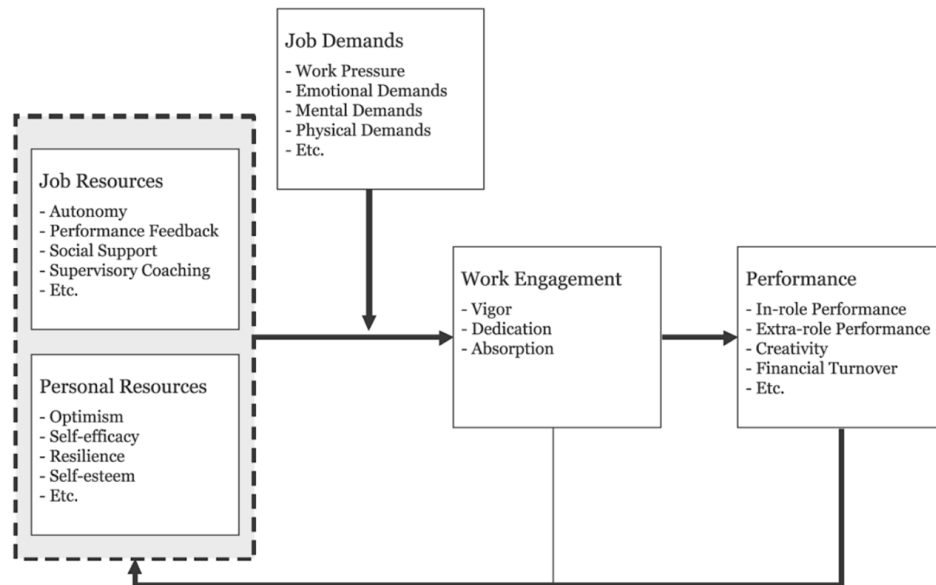 Job Demands
- Work Pressure
- Emotional Demands
- Mental Demands
- Physical Demands
- Etc.
Job Resources
- Autonomy
- Performance Feedback
- Social Support
- Supervisory Coaching
- Etc.
Personal Resources
- Optimism
- Self-efficacy
- Resilience
- Self-esteem
- Etc.
Work Engagement
- Vigor
- Dedication
- Absorption
Performance
- In-role Performance
- Extra-role Performance
- Creativity
- Financial Turnover
- Etc.